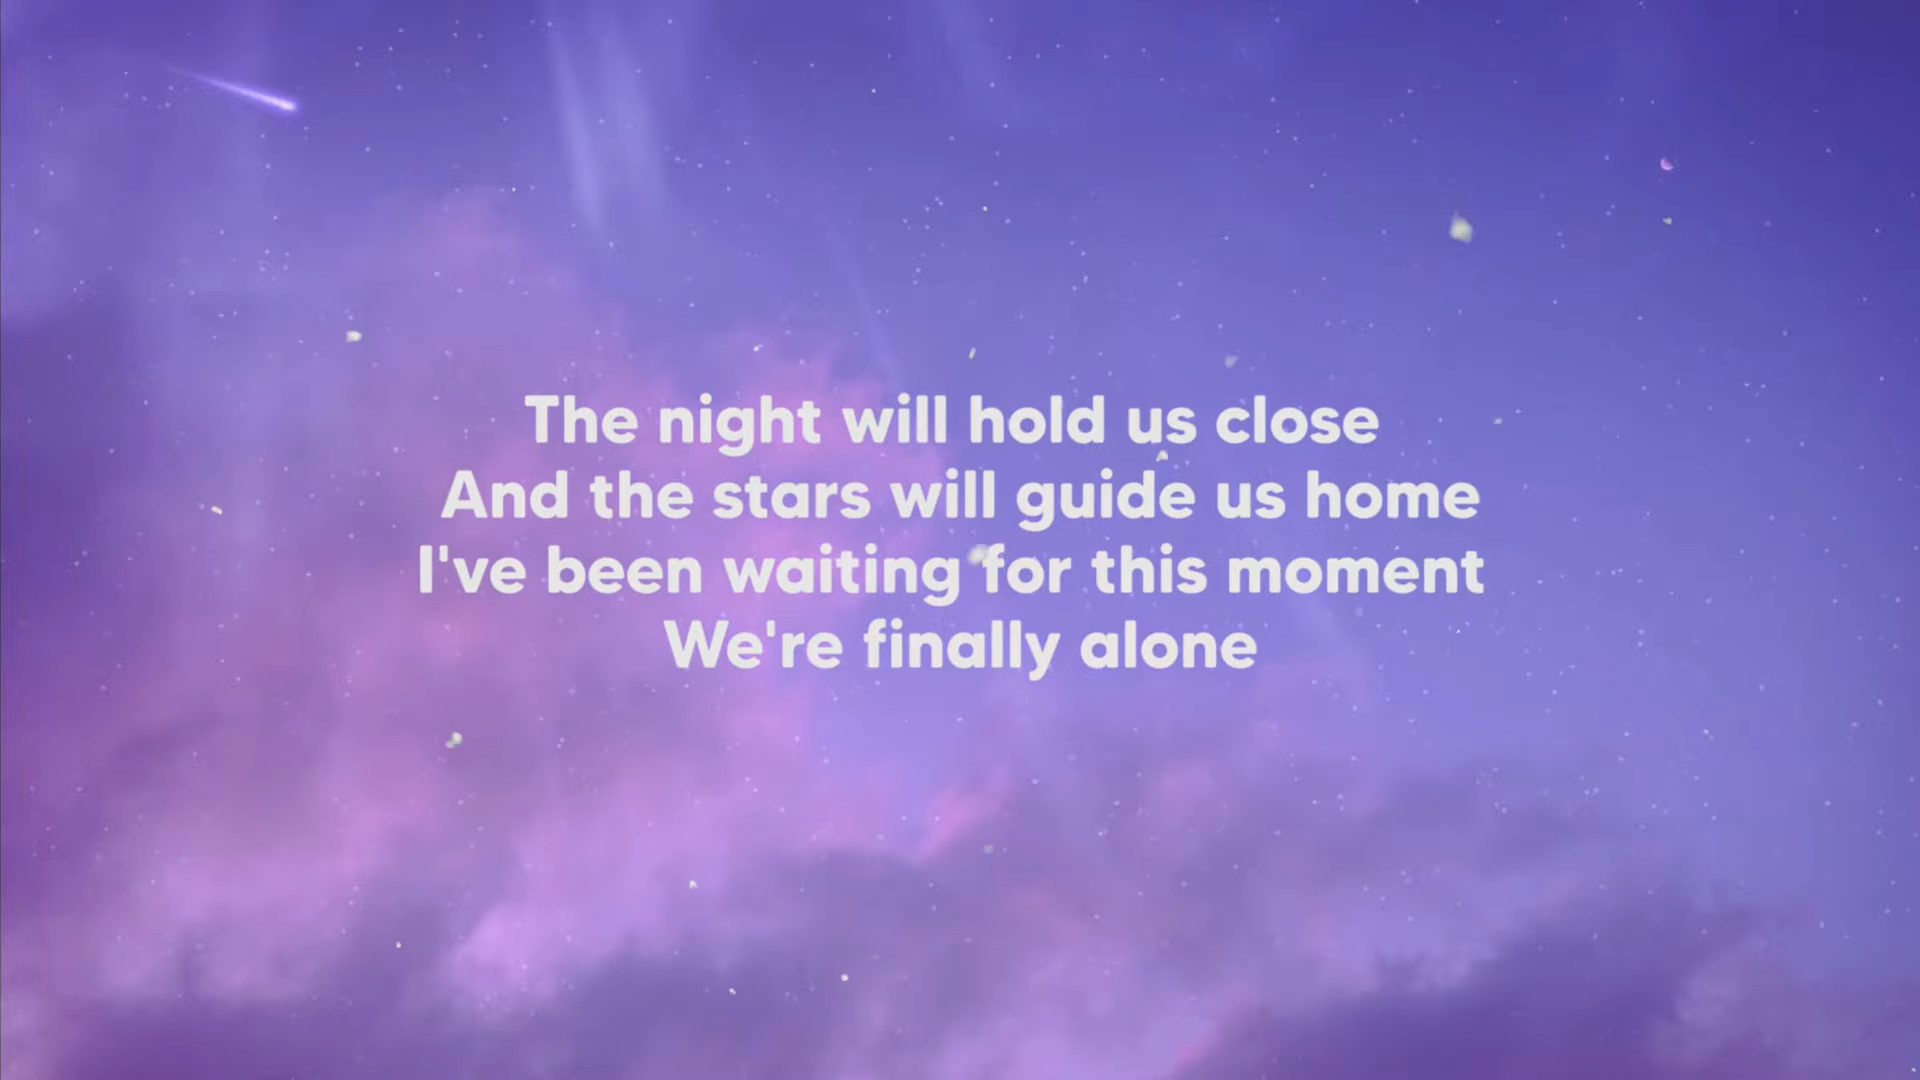 The night will hold us close
And the stars will guide us home
I've been waiting for this moment
We're finally alone